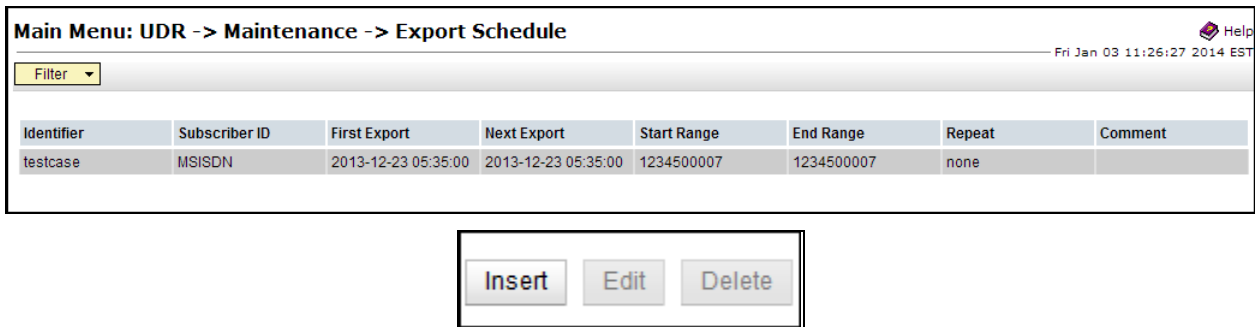 Main Menu: UDR -> Maintenance -> Export Schedule
Help
Fri Jan 03 11:26:27 2014 EST
Filter
Identifier Subscriber ID First Export Next Export Start Range End Range Repeat Comment
testcase MSISDN 2013-12-23 05:35:00 2013-12-23 05:35:00 1234500007 1234500007 none
Insert Edit Delete